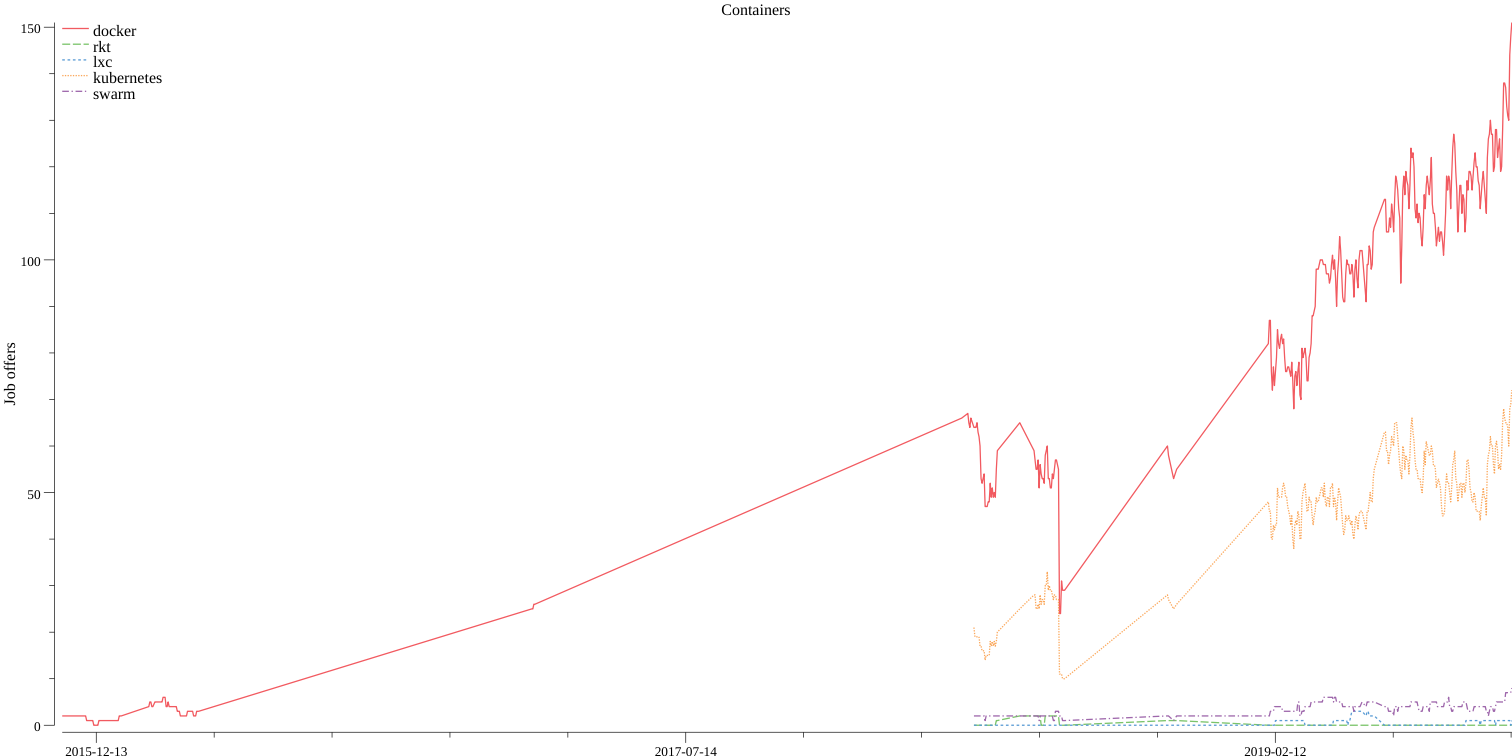 Containers
150
docker
rkt
lxc
kubernetes
swarm
100
Job offers
50
0
2015-12-13
2017-07-14
2019-02-12